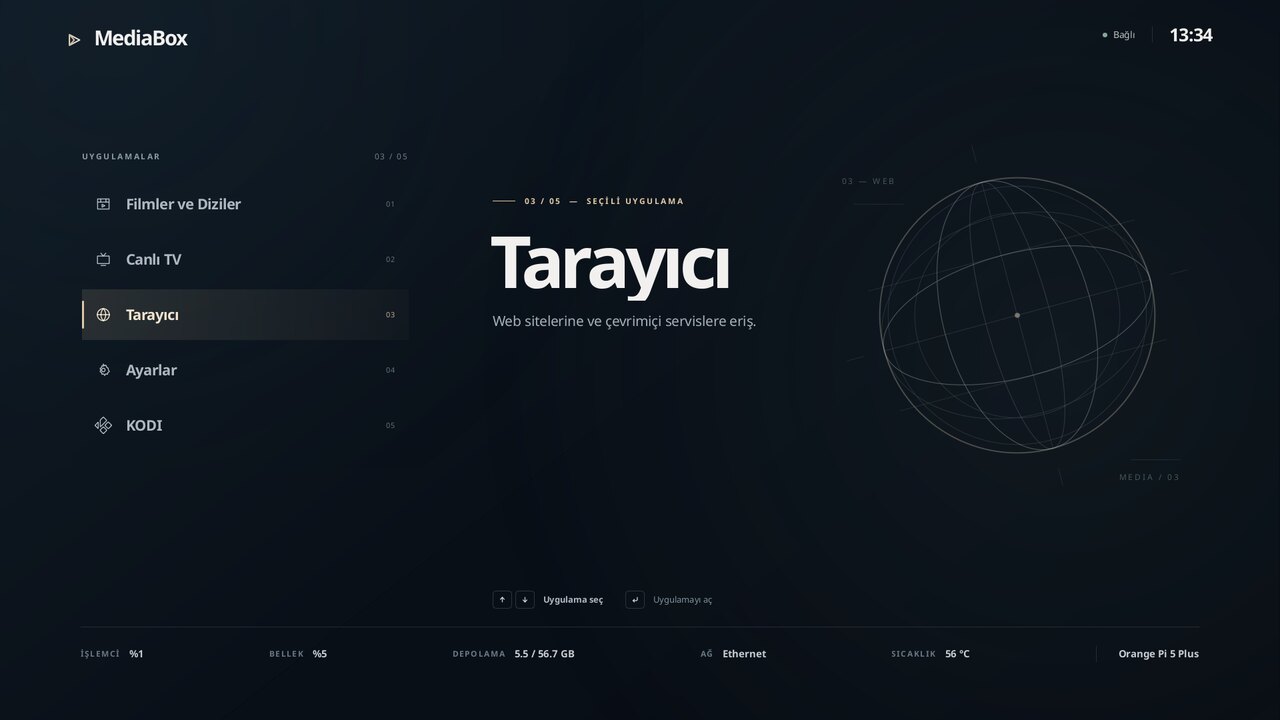 MediaBox
Bağlı
13:34
UYGULAMALAR
03 / 05
Filmler ve Diziler
01
Canlı TV
02
Tarayıcı
03
Ayarlar
04
KODI
05
03 / 05 — SEÇİLİ UYGULAMA
Tarayıcı
Web sitelerine ve çevrimiçi servislere eriş.
03 — WEB
MEDIA / 03
Uygulama seç
Uygulamayı aç
İŞLEMCİ %1
BELLEK %5
DEPOLAMA 5.5 / 56.7 GB
AĞ Ethernet
SICAKLIK 56 °C
Orange Pi 5 Plus